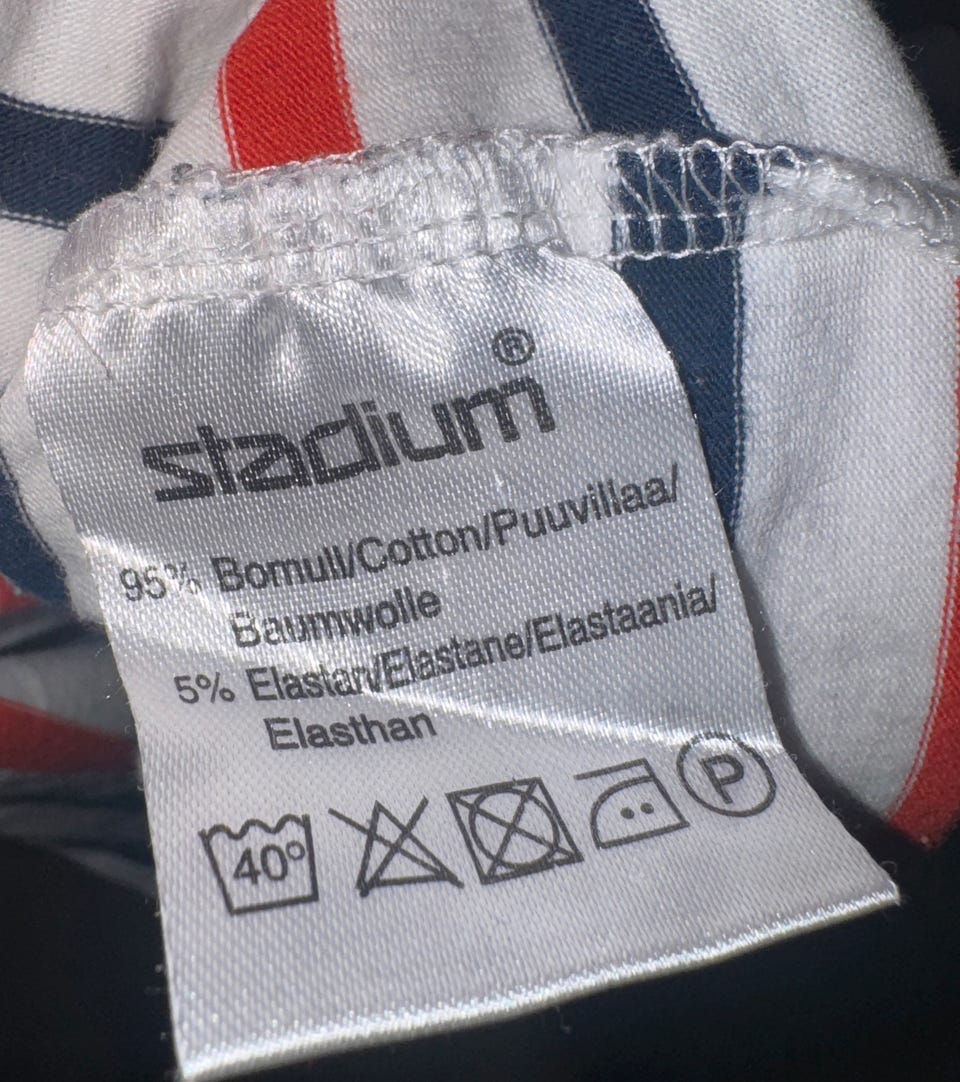 stadium®
95% Bomull/Cotton/Puuvillaa/
Baumwolle
5% Elastan/Elastane/Elastaania/
Elasthan
40° P